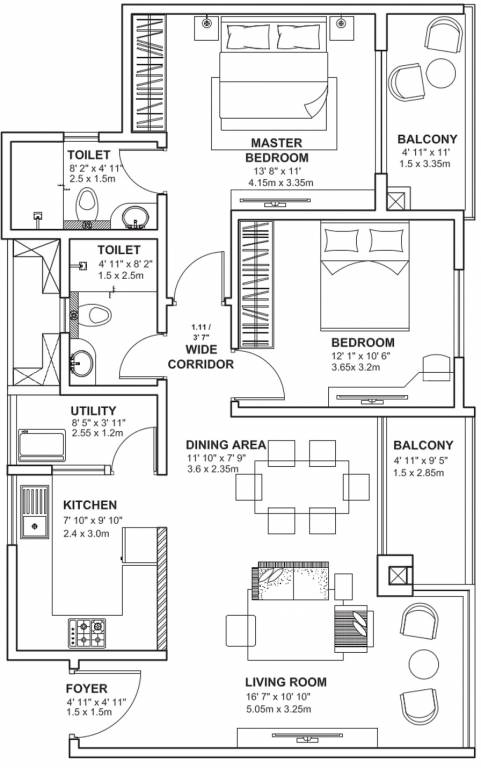 MASTER
BEDROOM
13' 8" x 11'
4.15m x 3.35m
BALCONY
4' 11" x 11'
1.5 x 3.35m
TOILET
8' 2" x 4' 11"
2.5 x 1.5m
TOILET
4' 11" x 8' 2"
1.5 x 2.5m
1.11 /
3' 7"
WIDE
CORRIDOR
BEDROOM
12' 1" x 10' 6"
3.65x 3.2m
UTILITY
8' 5" x 3' 11"
2.55 x 1.2m
DINING AREA
11' 10" x 7' 9"
3.6 x 2.35m
BALCONY
4' 11" x 9' 5"
1.5 x 2.85m
KITCHEN
7' 10" x 9' 10"
2.4 x 3.0m
FOYER
4' 11" x 4' 11"
1.5 x 1.5m
LIVING ROOM
16' 7" x 10' 10"
5.05m x 3.25m